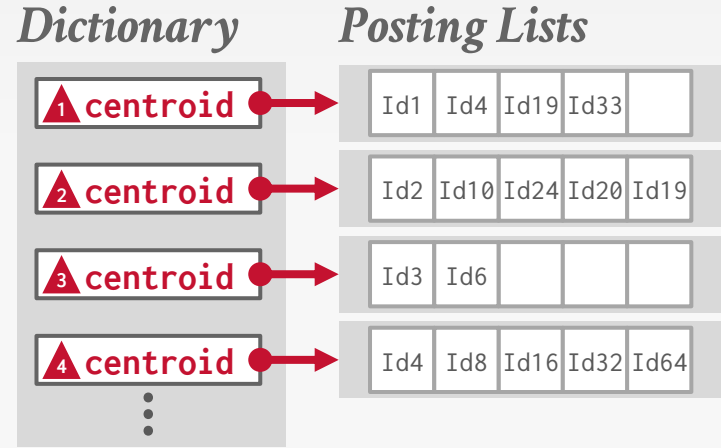 Dictionary Posting Lists
1 centroid Id1 Id4 Id19 Id33
2 centroid Id2 Id10 Id24 Id20 Id19
3 centroid Id3 Id6
4 centroid Id4 Id8 Id16 Id32 Id64